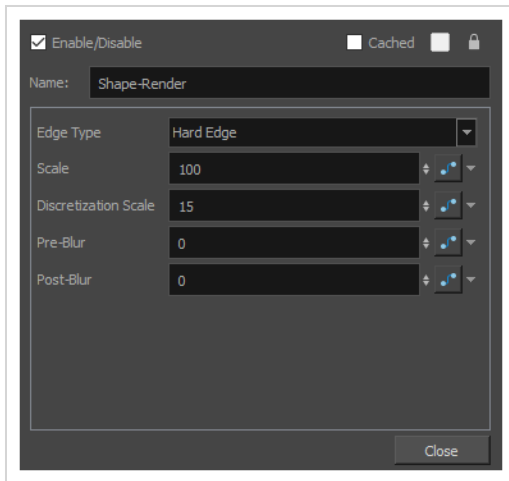 Enable/Disable Cached
Name: Shape-Render
Edge Type Hard Edge
Scale 100
Discretization Scale 15
Pre-Blur 0
Post-Blur 0
Close